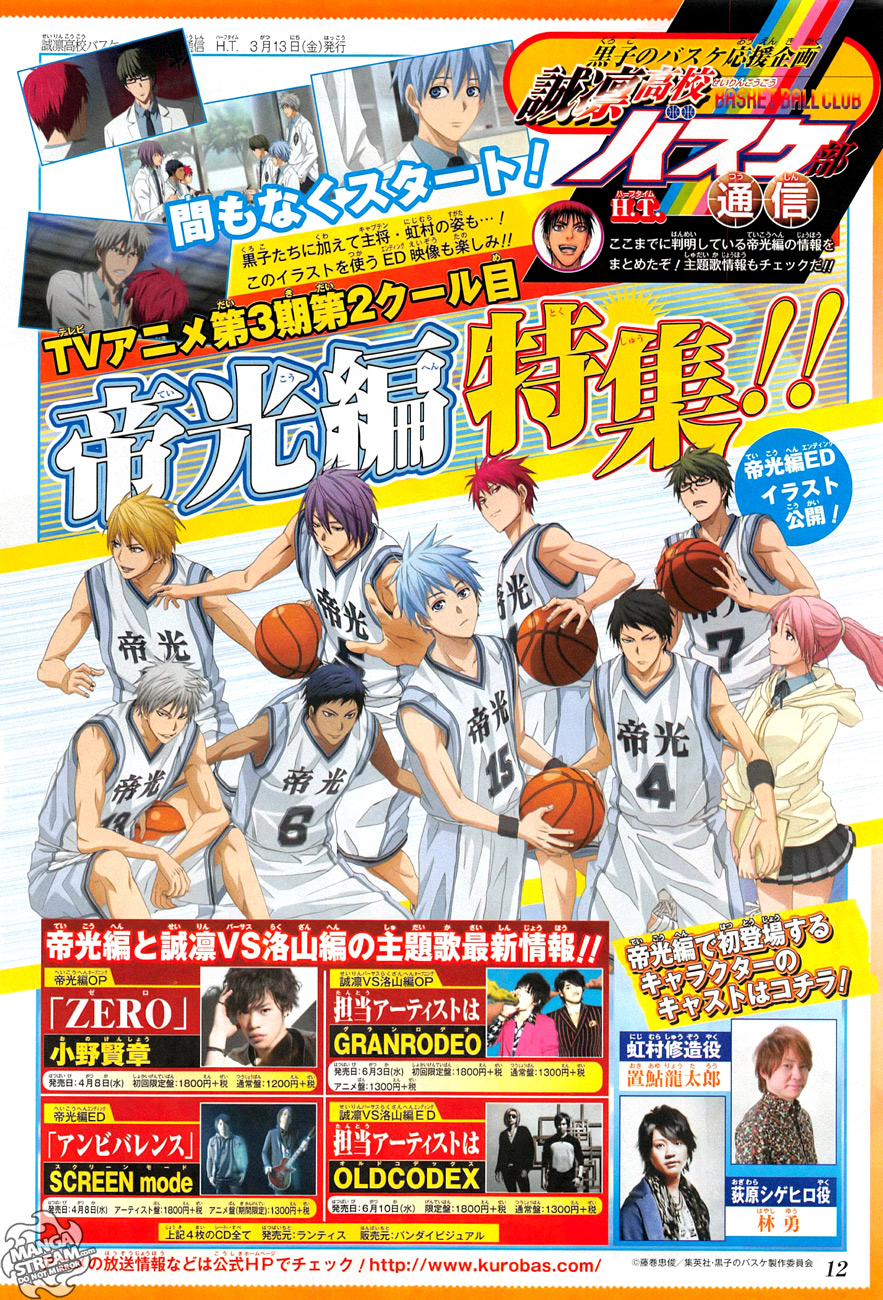 誠凛高校バスケ
通信 H.T. 3月13日(金)発行
黒子のバスケ応援企画
誠凛高校
BASKETBALL CLUB
バスケ部
H.T.通信
ここまでに判明している帝光編の情報を
まとめたぞ!主題歌情報もチェックだ!!
間もなくスタート!
黒子たちに加えて主将・虹村の姿も…!
このイラストを使うED映像も楽しみ!!
TVアニメ第3期第2クール目
帝光編特集!!
帝光編ED
イラスト
公開!
帝光
帝光
光
7
帝光
13
帝光
6
帝光
15
帝光
4
帝光編と誠凛VS洛山編の主題歌最新情報!!
帝光編OP
「ZERO」
小野賢章
発売日:4月8日(水) 初回限定盤:1800円+税 通常盤:1200円+税
誠凛VS洛山編OP
担当アーティストは
GRANRODEO
発売日:6月3日(水) 初回限定盤:1800円+税 通常盤:1300円+税
アニメ盤:1300円+税
帝光編ED
「アンビバレンス」
SCREEN mode
発売日:4月8日(水) アーティスト盤:1800円+税 アニメ盤(期間限定):1300円+税
誠凛VS洛山編ED
担当アーティストは
OLDCODEX
発売日:6月10日(水) 限定盤:1800円+税 通常盤:1300円+税
上記4枚のCD全て 発売元:ランティス 販売元:バンダイビジュアル
帝光編で初登場する
キャラクターの
キャストはコチラ!
虹村修造役
置鮎龍太郎
荻原シゲヒロ役
林勇
の放送情報などは公式HPでチェック!http://www.kurobas.com/
©藤巻忠俊/集英社・黒子のバスケ製作委員会
12
MANGA
STREAM.com
DO NOT MIRROR